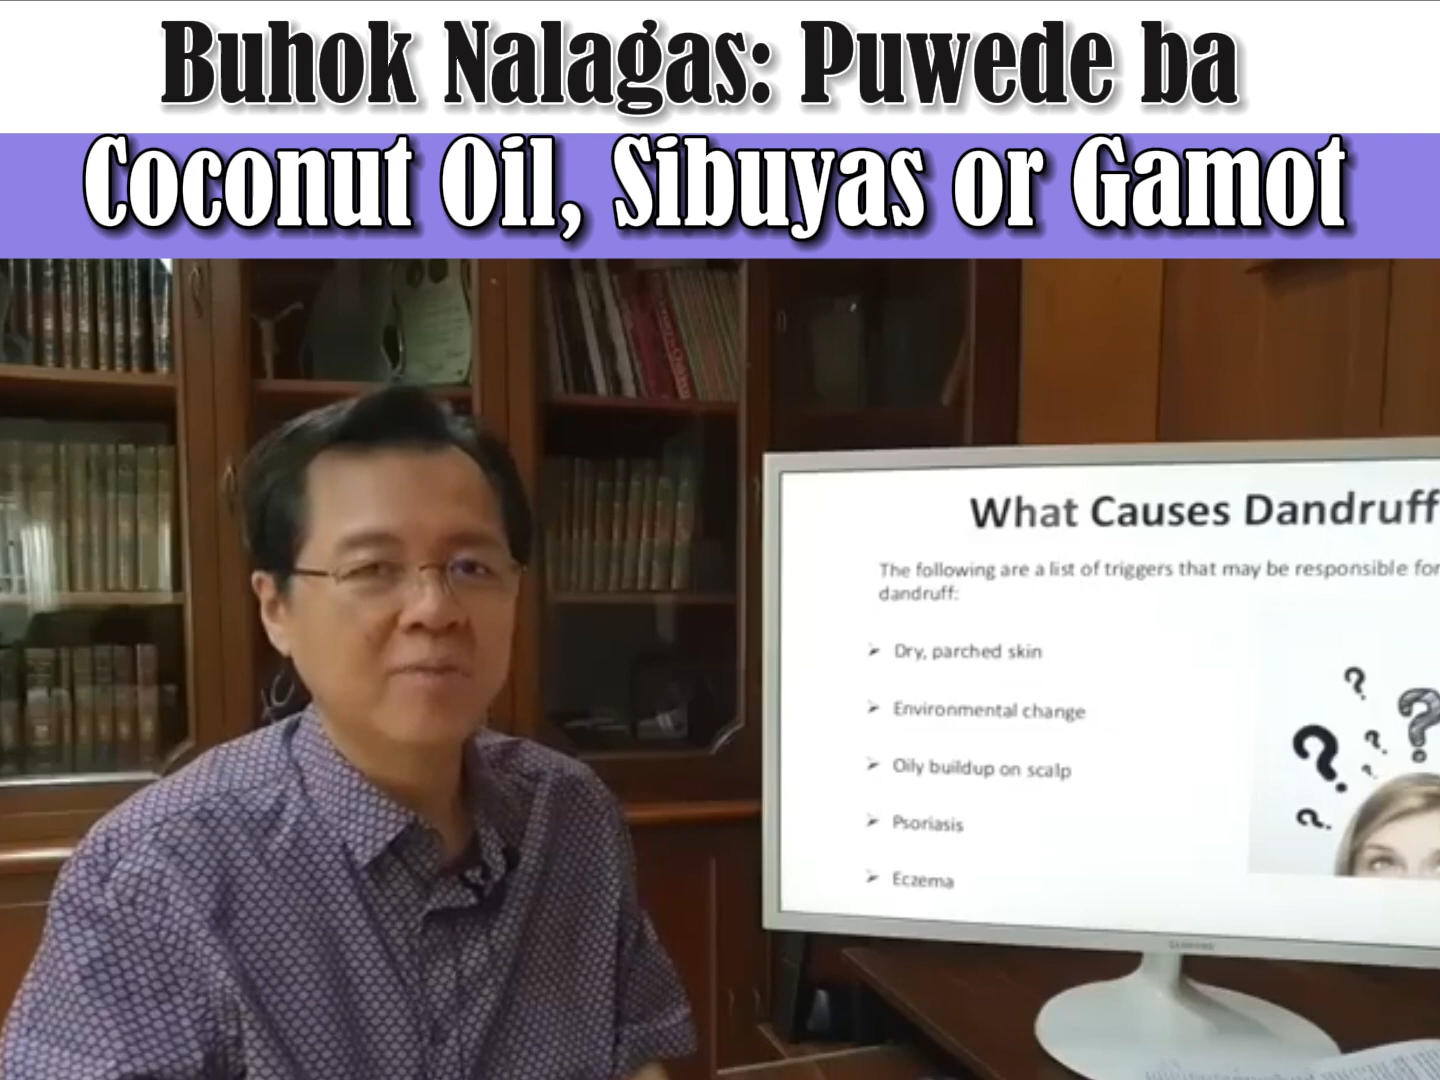 Buhok Nalagas: Puwede ba
Coconut Oil, Sibuyas or Gamot
What Causes Dandruff
The following are a list of triggers that may be responsible for
dandruff:
➢ Dry, parched skin
➢ Environmental change
➢ Oily buildup on scalp
➢ Psoriasis
➢ Eczema
SAMSUNG